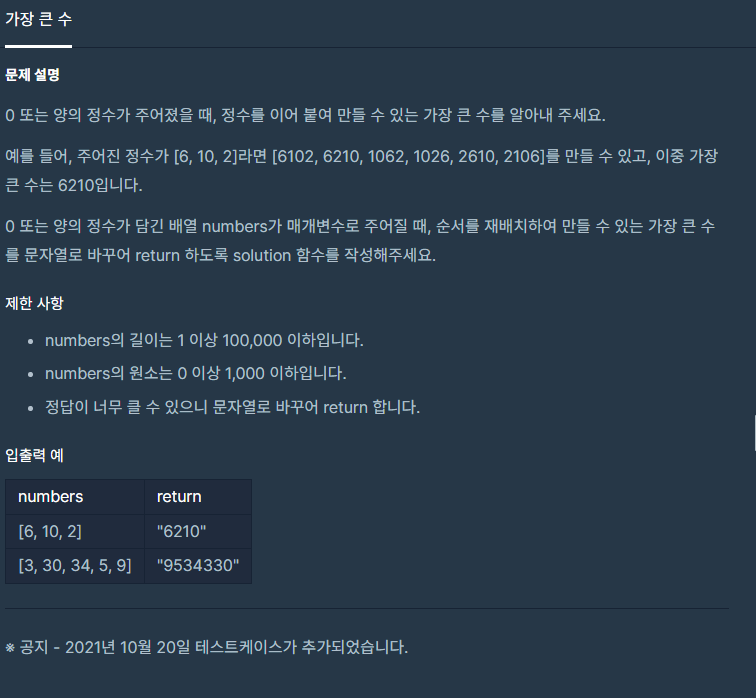 가장 큰 수
문제 설명
0 또는 양의 정수가 주어졌을 때, 정수를 이어 붙여 만들 수 있는 가장 큰 수를 알아내 주세요.
예를 들어, 주어진 정수가 [6, 10, 2]라면 [6102, 6210, 1062, 1026, 2610, 2106]를 만들 수 있고, 이중 가장
큰 수는 6210입니다.
0 또는 양의 정수가 담긴 배열 numbers가 매개변수로 주어질 때, 순서를 재배치하여 만들 수 있는 가장 큰 수
를 문자열로 바꾸어 return 하도록 solution 함수를 작성해주세요.
제한 사항
• numbers의 길이는 1 이상 100,000 이하입니다.
• numbers의 원소는 0 이상 1,000 이하입니다.
• 정답이 너무 클 수 있으니 문자열로 바꾸어 return 합니다.
입출력 예
numbers return
[6, 10, 2] "6210"
[3, 30, 34, 5, 9] "9534330"
※ 공지 - 2021년 10월 20일 테스트케이스가 추가되었습니다.